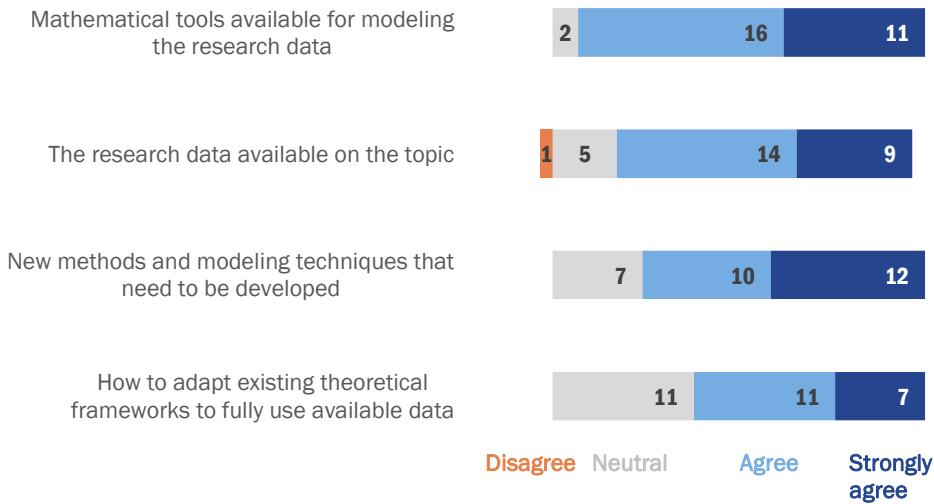 Mathematical tools available for modeling
the research data
2 16 11
The research data available on the topic
1 5 14 9
New methods and modeling techniques that
need to be developed
7 10 12
How to adapt existing theoretical
frameworks to fully use available data
11 11 7
Disagree Neutral Agree Strongly
agree